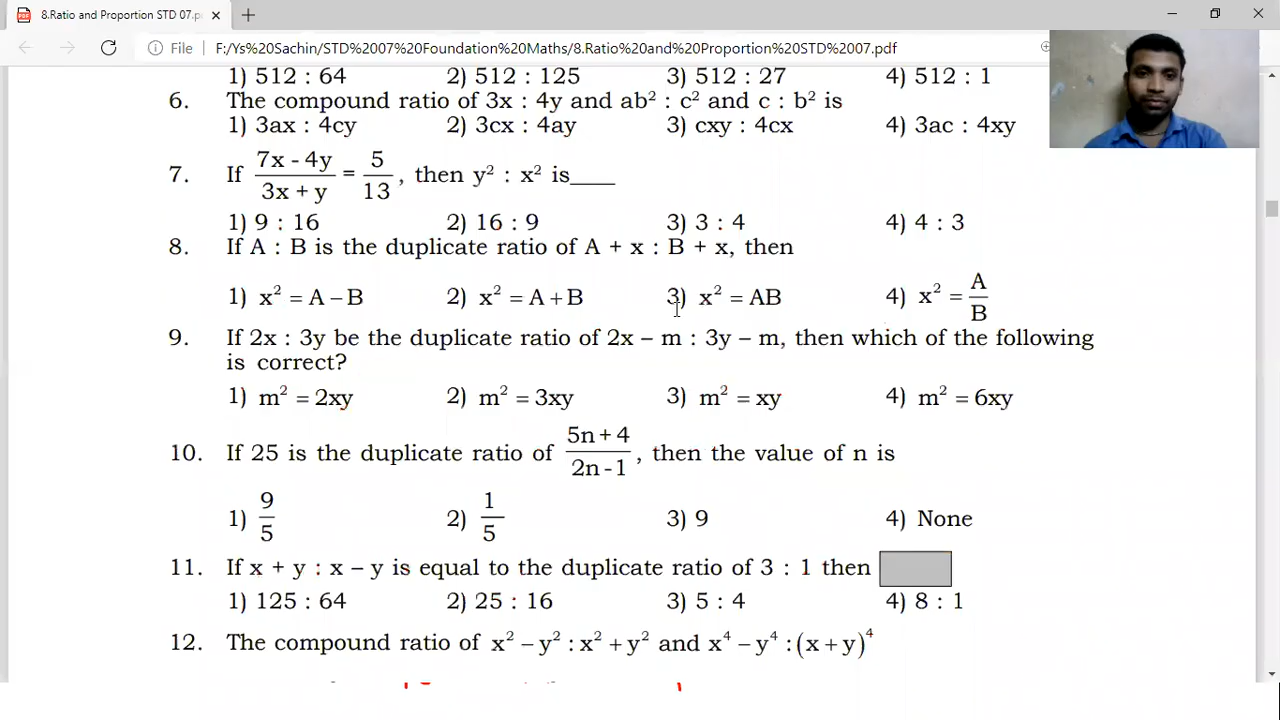 8.Ratio and Proportion STD 07.p
File F:/Ys%20Sachin/STD%2007%20Foundation%20Maths/8.Ratio%20and%20Proportion%20STD%2007.pdf
1) 512 : 64 2) 512 : 125 3) 512 : 27 4) 512 : 1
6. The compound ratio of 3x : 4y and ab² : c² and c : b² is
1) 3ax : 4cy 2) 3cx : 4ay 3) cxy : 4cx 4) 3ac : 4xy
7. If (7x - 4y)/(3x + y) = 5/13, then y² : x² is____
1) 9 : 16 2) 16 : 9 3) 3 : 4 4) 4 : 3
8. If A : B is the duplicate ratio of A + x : B + x, then
1) x² = A – B 2) x² = A + B 3) x² = AB 4) x² = A/B
9. If 2x : 3y be the duplicate ratio of 2x – m : 3y – m, then which of the following
is correct?
1) m² = 2xy 2) m² = 3xy 3) m² = xy 4) m² = 6xy
10. If 25 is the duplicate ratio of (5n + 4)/(2n - 1), then the value of n is
1) 9/5 2) 1/5 3) 9 4) None
11. If x + y : x – y is equal to the duplicate ratio of 3 : 1 then
1) 125 : 64 2) 25 : 16 3) 5 : 4 4) 8 : 1
12. The compound ratio of x² – y² : x² + y² and x⁴ – y⁴ : (x + y)⁴